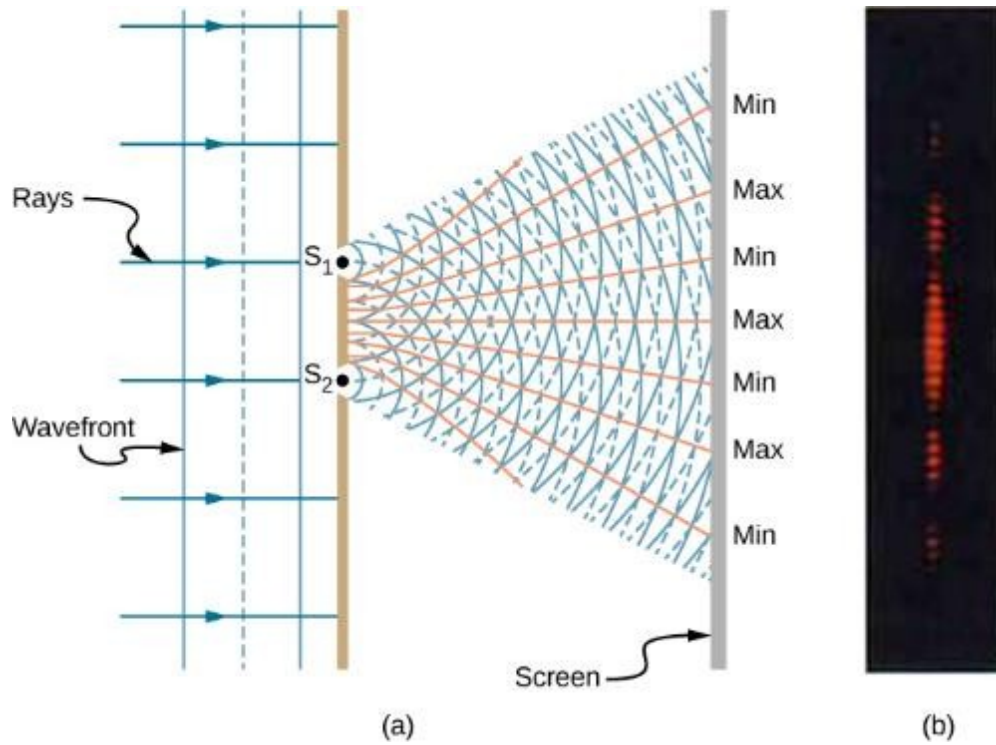 Min
Max
Rays
S1
Min
Max
S2
Min
Wavefront
Max
Min
Screen
(a)
(b)